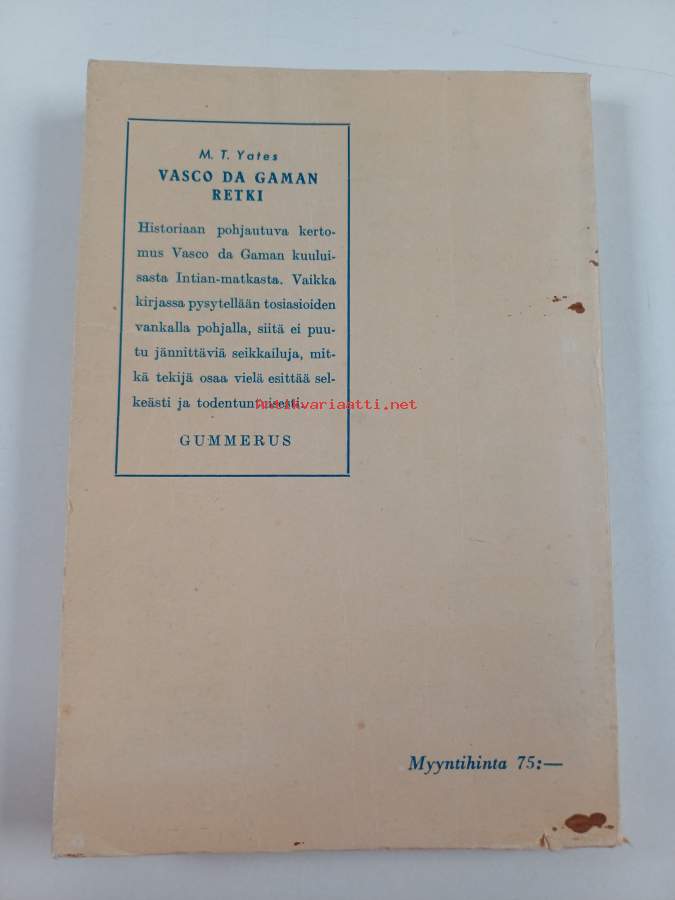 M. T. Yates
VASCO DA GAMAN
RETKI
Historiaan pohjautuva kerto-
mus Vasco da Gaman kuului-
sasta Intian-matkasta. Vaikka
kirjassa pysytellään tosiasioiden
vankalla pohjalla, siitä ei puu-
tu jännittäviä seikkailuja, mit-
kä tekijä osaa vielä esittää sel-
keästi ja todentuntuisesti.
Antivariaatti.net
GUMMERUS
Myyntihinta 75:—